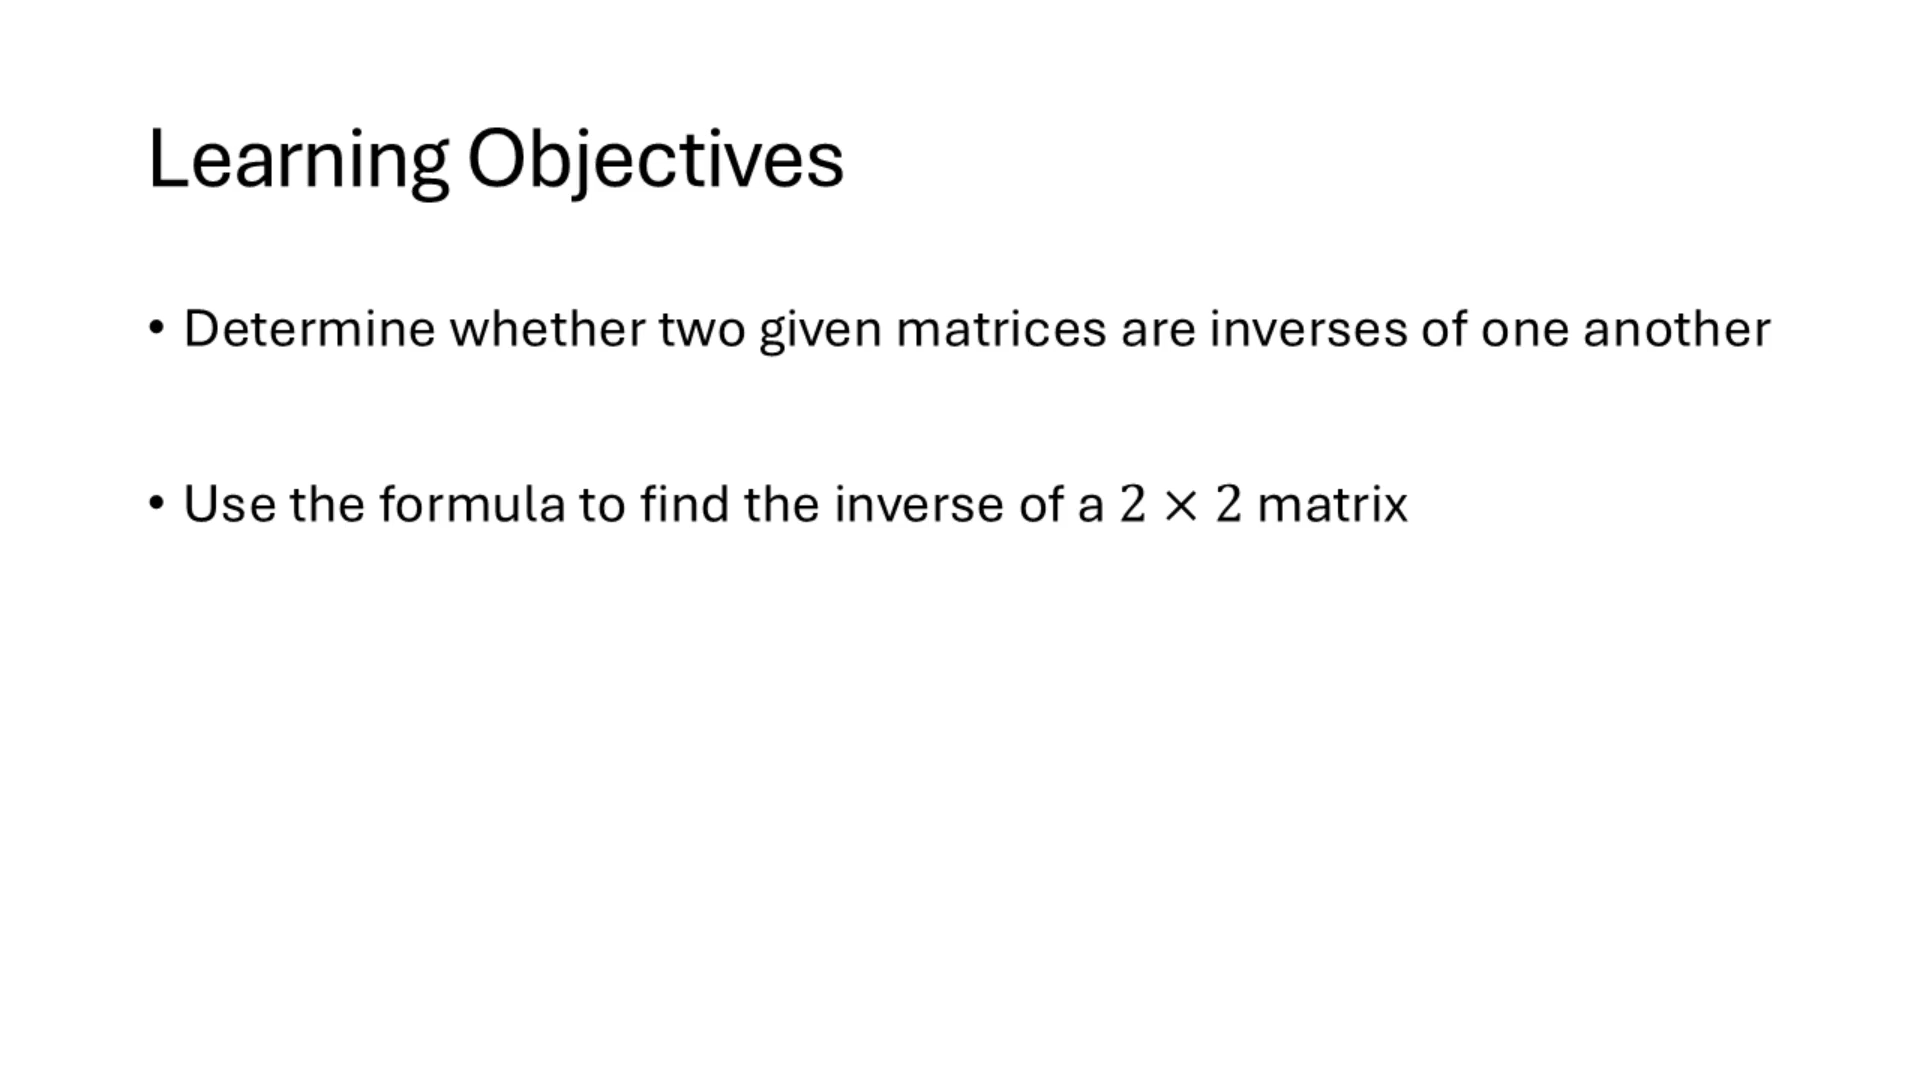 Learning Objectives
• Determine whether two given matrices are inverses of one another
• Use the formula to find the inverse of a 2 × 2 matrix